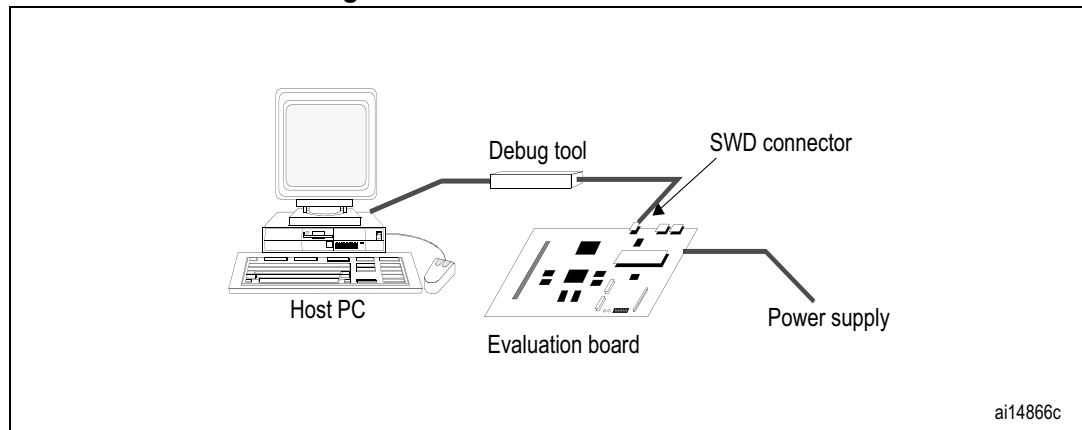 SWD connector
Debug tool
Host PC
Evaluation board
Power supply
ai14866c